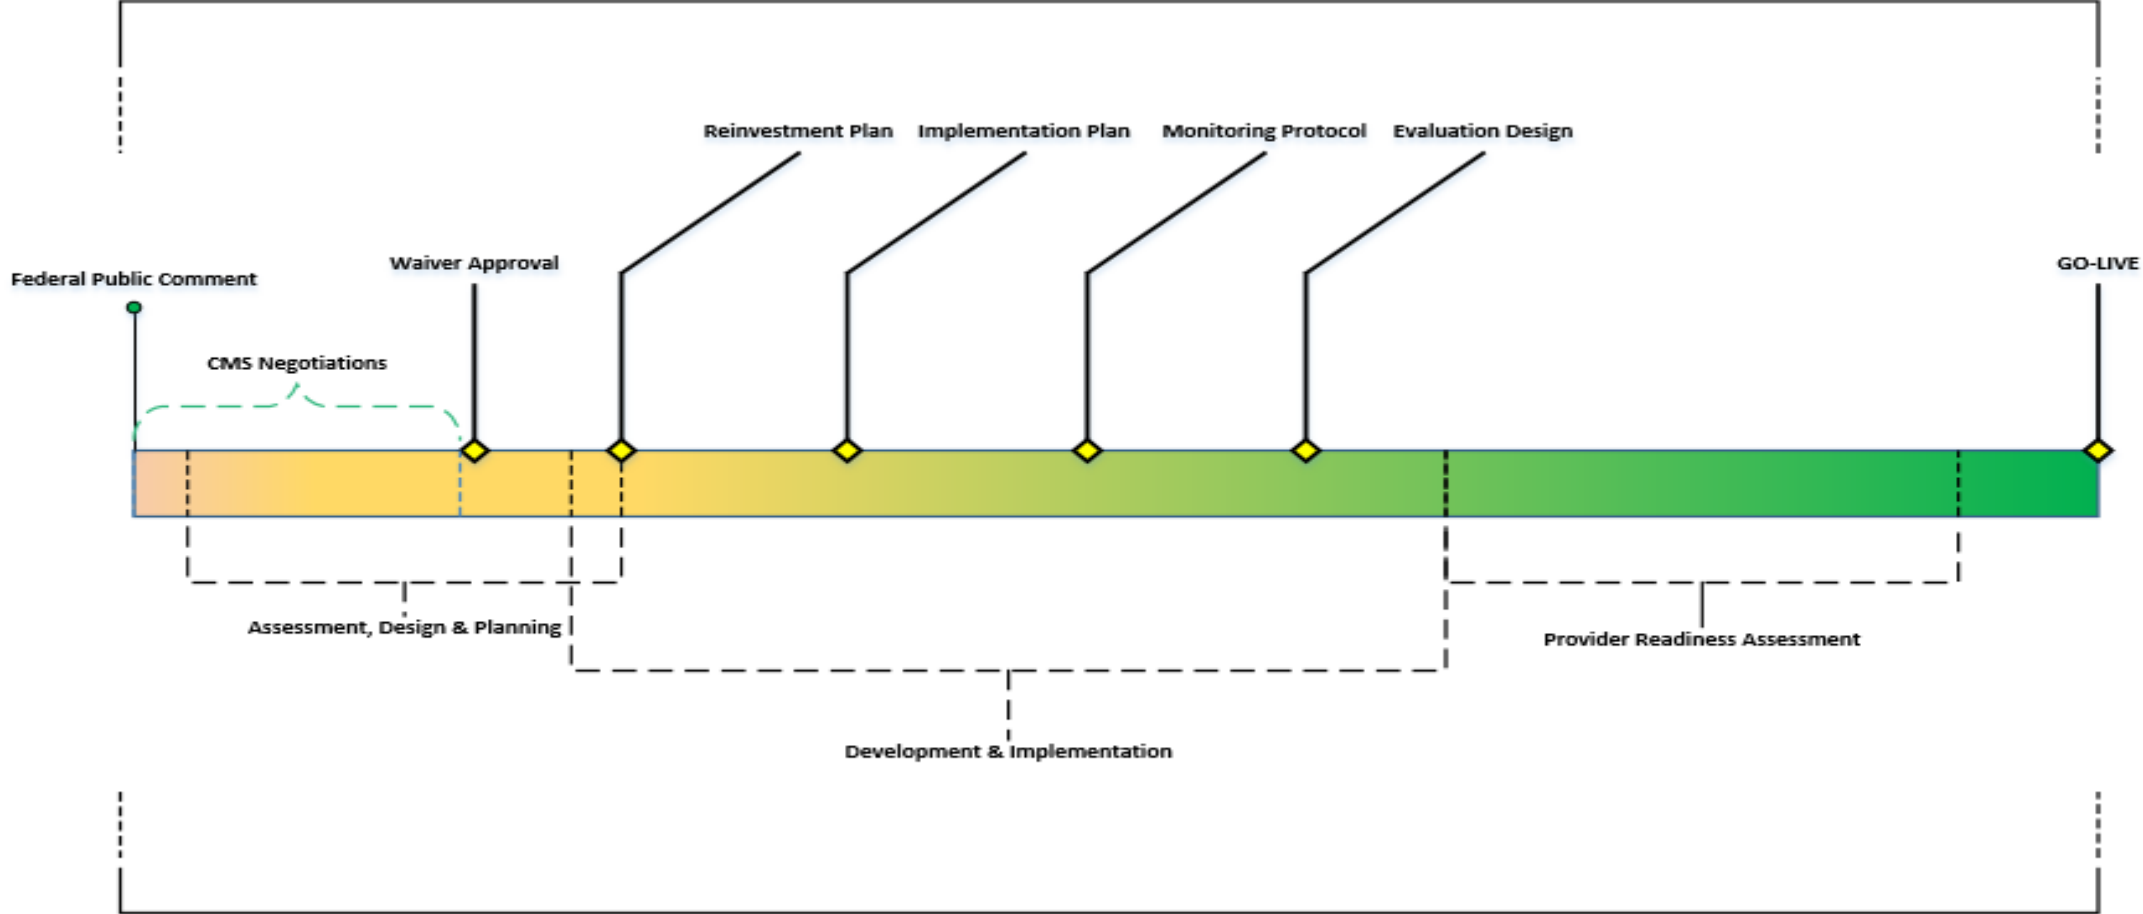 Reinvestment Plan
Implementation Plan
Monitoring Protocol
Evaluation Design
Federal Public Comment
Waiver Approval
GO-LIVE
CMS Negotiations
Assessment, Design & Planning
Provider Readiness Assessment
Development & Implementation